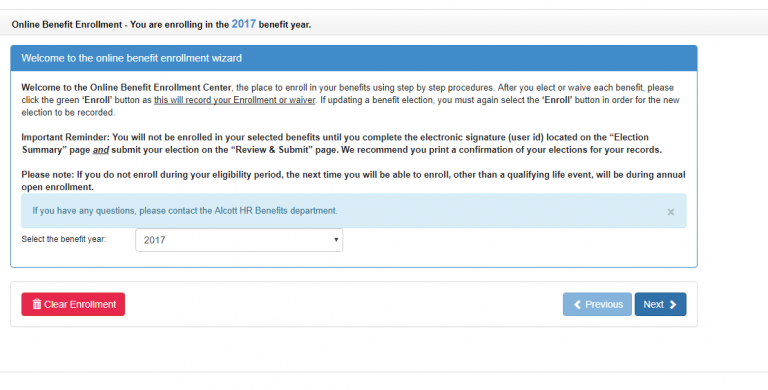 Online Benefit Enrollment - You are enrolling in the 2017 benefit year.
Welcome to the online benefit enrollment wizard
Welcome to the Online Benefit Enrollment Center, the place to enroll in your benefits using step by step procedures. After you elect or waive each benefit, please
click the green 'Enroll' button as this will record your Enrollment or waiver. If updating a benefit election, you must again select the 'Enroll' button in order for the new
election to be recorded.
Important Reminder: You will not be enrolled in your selected benefits until you complete the electronic signature (user id) located on the “Election
Summary” page and submit your election on the “Review & Submit” page. We recommend you print a confirmation of your elections for your records.
Please note: If you do not enroll during your eligibility period, the next time you will be able to enroll, other than a qualifying life event, will be during annual
open enrollment.
If you have any questions, please contact the Alcott HR Benefits department. ×
Select the benefit year: 2017
Clear Enrollment Previous Next